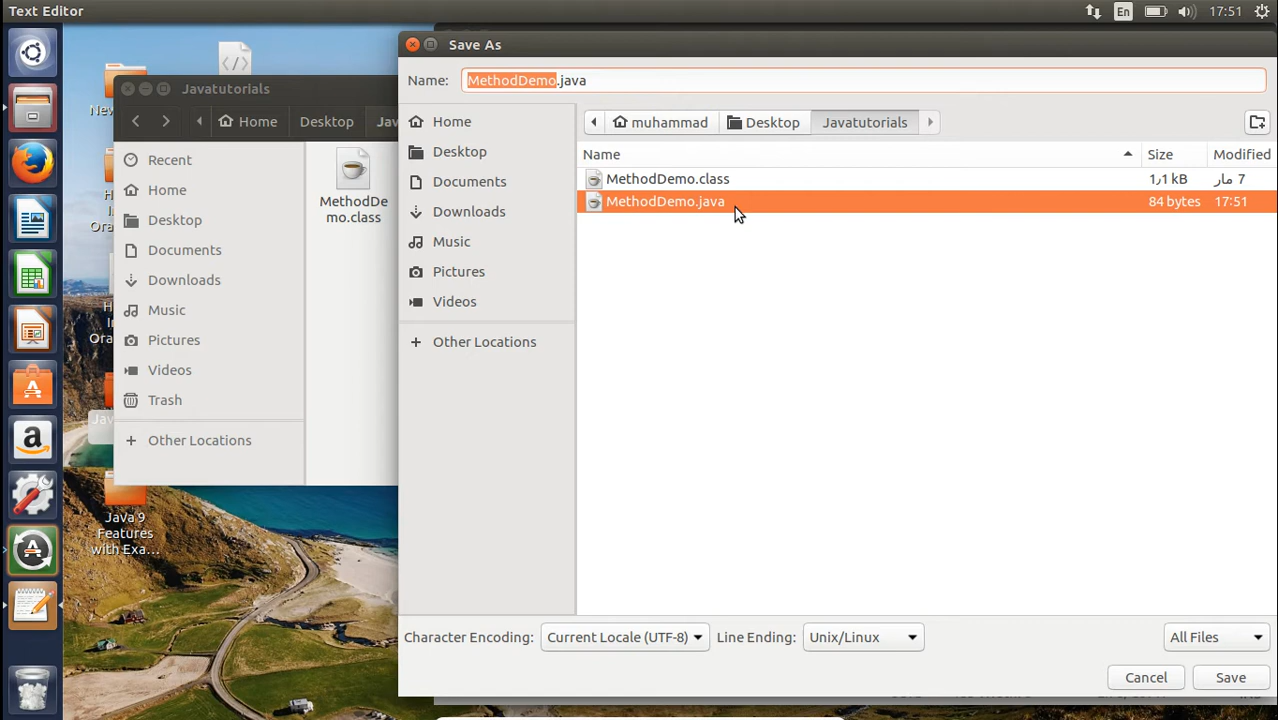 Text Editor
En
17:51
Save As
Name:
MethodDemo.java
Javatutorials
Home
Desktop
Recent
Home
Desktop
Documents
Downloads
Music
Pictures
Videos
Trash
Other Locations
MethodDe
mo.class
Home
Desktop
Documents
Downloads
Music
Pictures
Videos
Other Locations
muhammad
Desktop
Javatutorials
Name
Size
Modified
MethodDemo.class
1٫1 kB
7 مار
MethodDemo.java
84 bytes
17:51
Java 9
Features
with Exa...
Character Encoding:
Current Locale (UTF-8)
Line Ending:
Unix/Linux
All Files
Cancel
Save